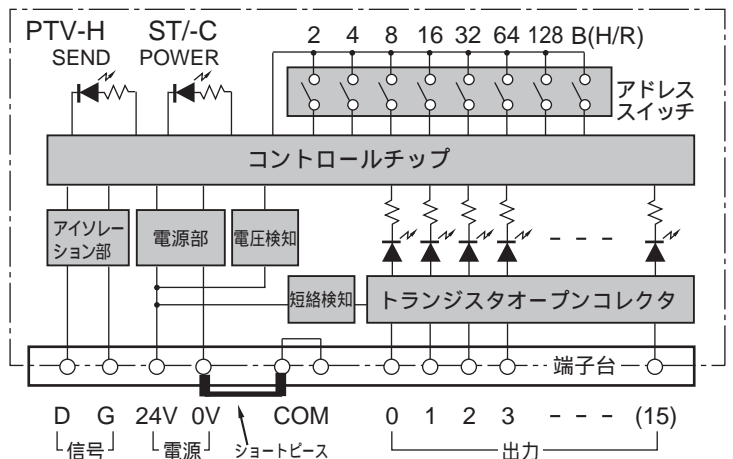 PTV-H ST/-C 2 4 8 16 32 64 128 B(H/R)
SEND POWER
アドレス
スイッチ
コントロールチップ
アイソレー
ション部
電源部
電圧検知
短絡検知
トランジスタオープンコレクタ
端子台
D G 24V 0V COM 0 1 2 3 - - - (15)
信号 電源 ショートピース 出力